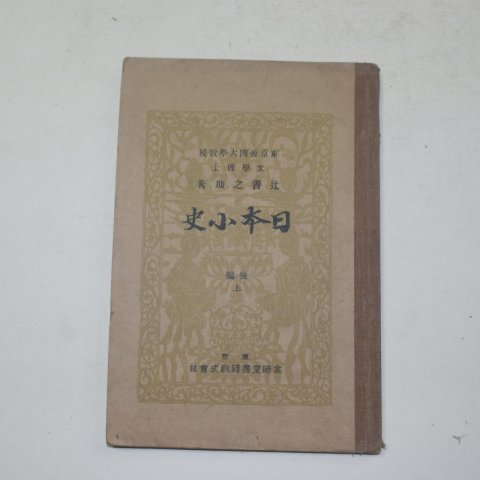 東京帝國大學教授
文學博士
辻善之助著
日本小史
後編
上
東京
金港堂書籍株式會社